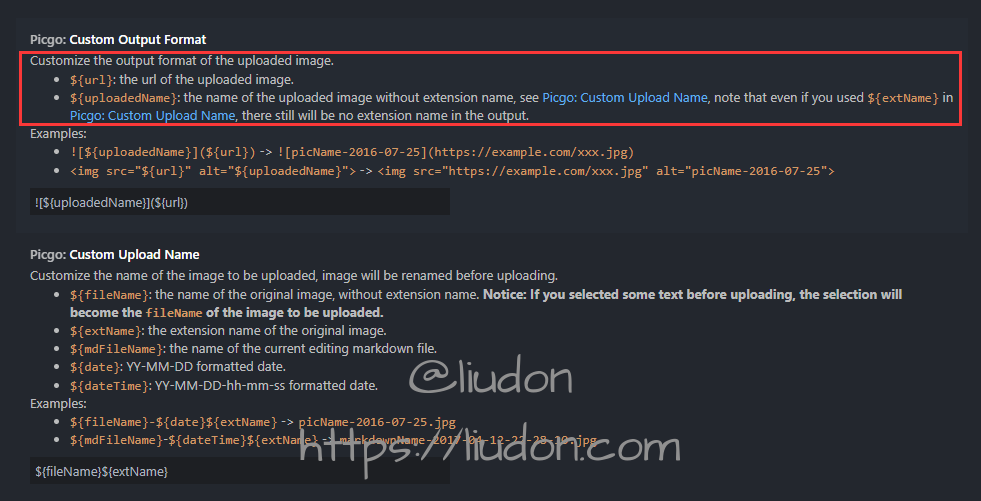 Picgo: Custom Output Format
Customize the output format of the uploaded image.
${url}: the url of the uploaded image.
${uploadedName}: the name of the uploaded image without extension name, see Picgo: Custom Upload Name, note that even if you used ${extName} in
Picgo: Custom Upload Name, there still will be no extension name in the output.
Examples:
![${uploadedName}](${url}) -> ![picName-2016-07-25](https://example.com/xxx.jpg)
<img src="${url}" alt="${uploadedName}"> -> <img src="https://example.com/xxx.jpg" alt="picName-2016-07-25">
![${uploadedName}](${url})
Picgo: Custom Upload Name
Customize the name of the image to be uploaded, image will be renamed before uploading.
${fileName}: the name of the original image, without extension name. Notice: If you selected some text before uploading, the selection will
become the fileName of the image to be uploaded.
${extName}: the extension name of the original image.
${mdFileName}: the name of the current editing markdown file.
${date}: YY-MM-DD formatted date.
${dateTime}: YY-MM-DD-hh-mm-ss formatted date.
@liudon
Examples:
${fileName}-${date}${extName} -> picName-2016-07-25.jpg
${mdFileName}-${dateTime}${extName} ->
https://liudon.com
${fileName}${extName}